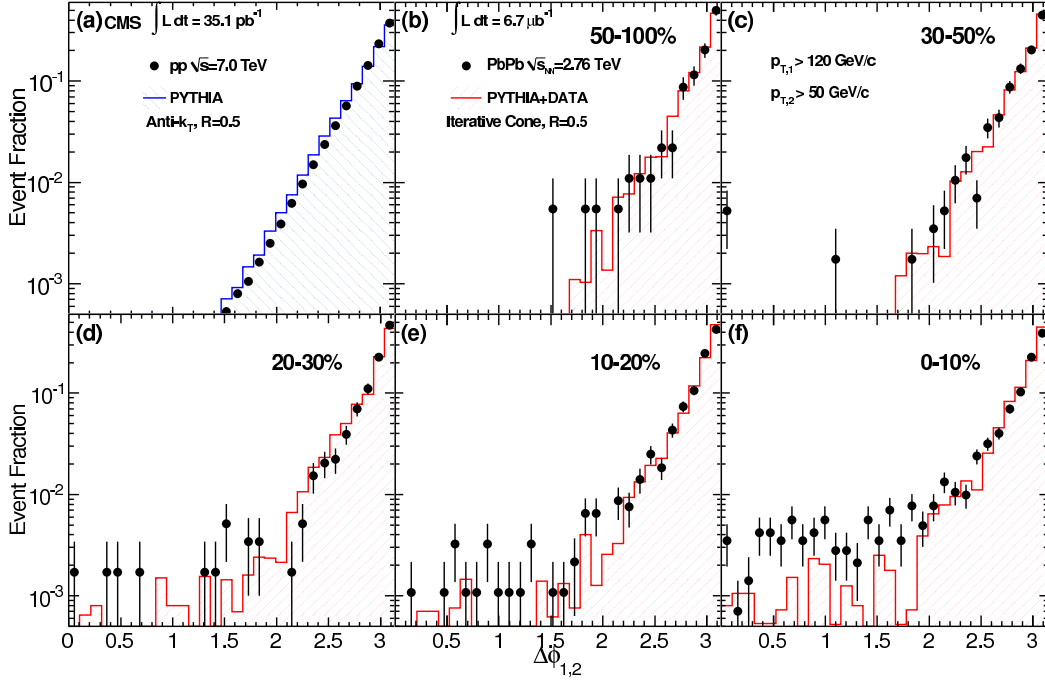 (a) CMS ∫ L dt = 35.1 pb⁻¹
pp √s=7.0 TeV
PYTHIA
Anti-k_T, R=0.5
(b) ∫ L dt = 6.7 μb⁻¹
50-100%
PbPb √s_NN=2.76 TeV
PYTHIA+DATA
Iterative Cone, R=0.5
(c)
30-50%
p_T,1 > 120 GeV/c
p_T,2 > 50 GeV/c
Event Fraction
10⁻¹
10⁻²
10⁻³
(d)
20-30%
(e)
10-20%
(f)
0-10%
Event Fraction
10⁻¹
10⁻²
10⁻³
0 0.5 1 1.5 2 2.5 3 0.5 1 1.5 2 2.5 3 0.5 1 1.5 2 2.5 3
Δϕ_1,2